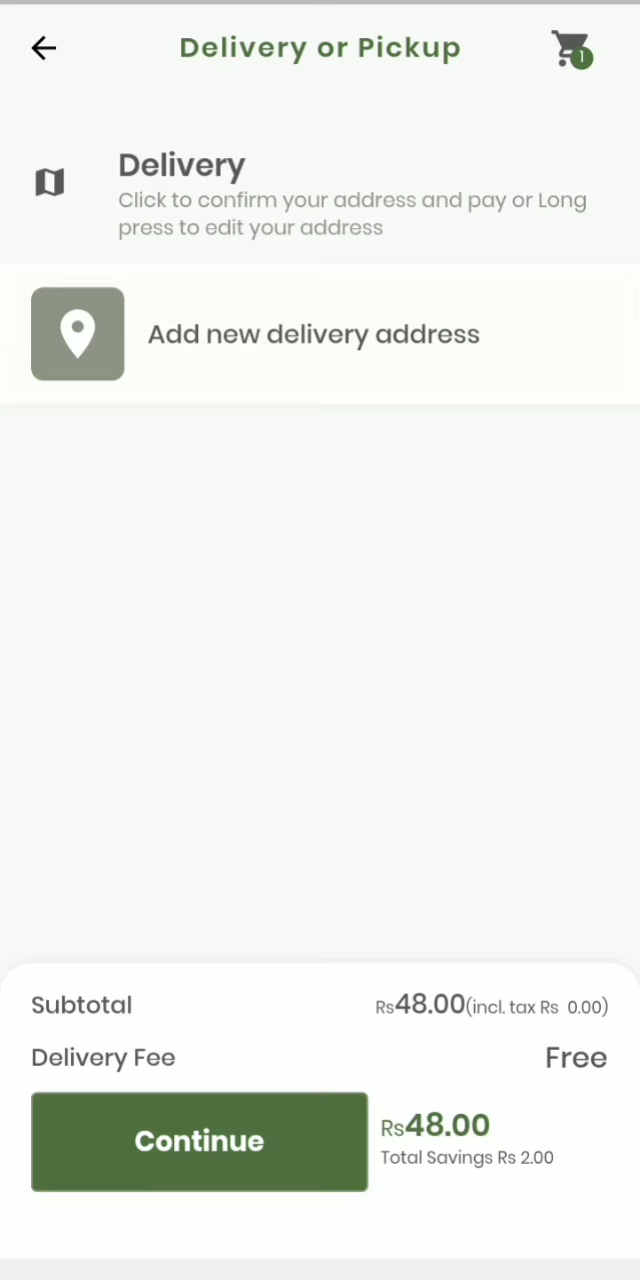 Delivery or Pickup
1
Delivery
Click to confirm your address and pay or Long
press to edit your address
Add new delivery address
Subtotal Rs48.00(incl. tax Rs 0.00)
Delivery Fee Free
Continue Rs48.00
Total Savings Rs 2.00